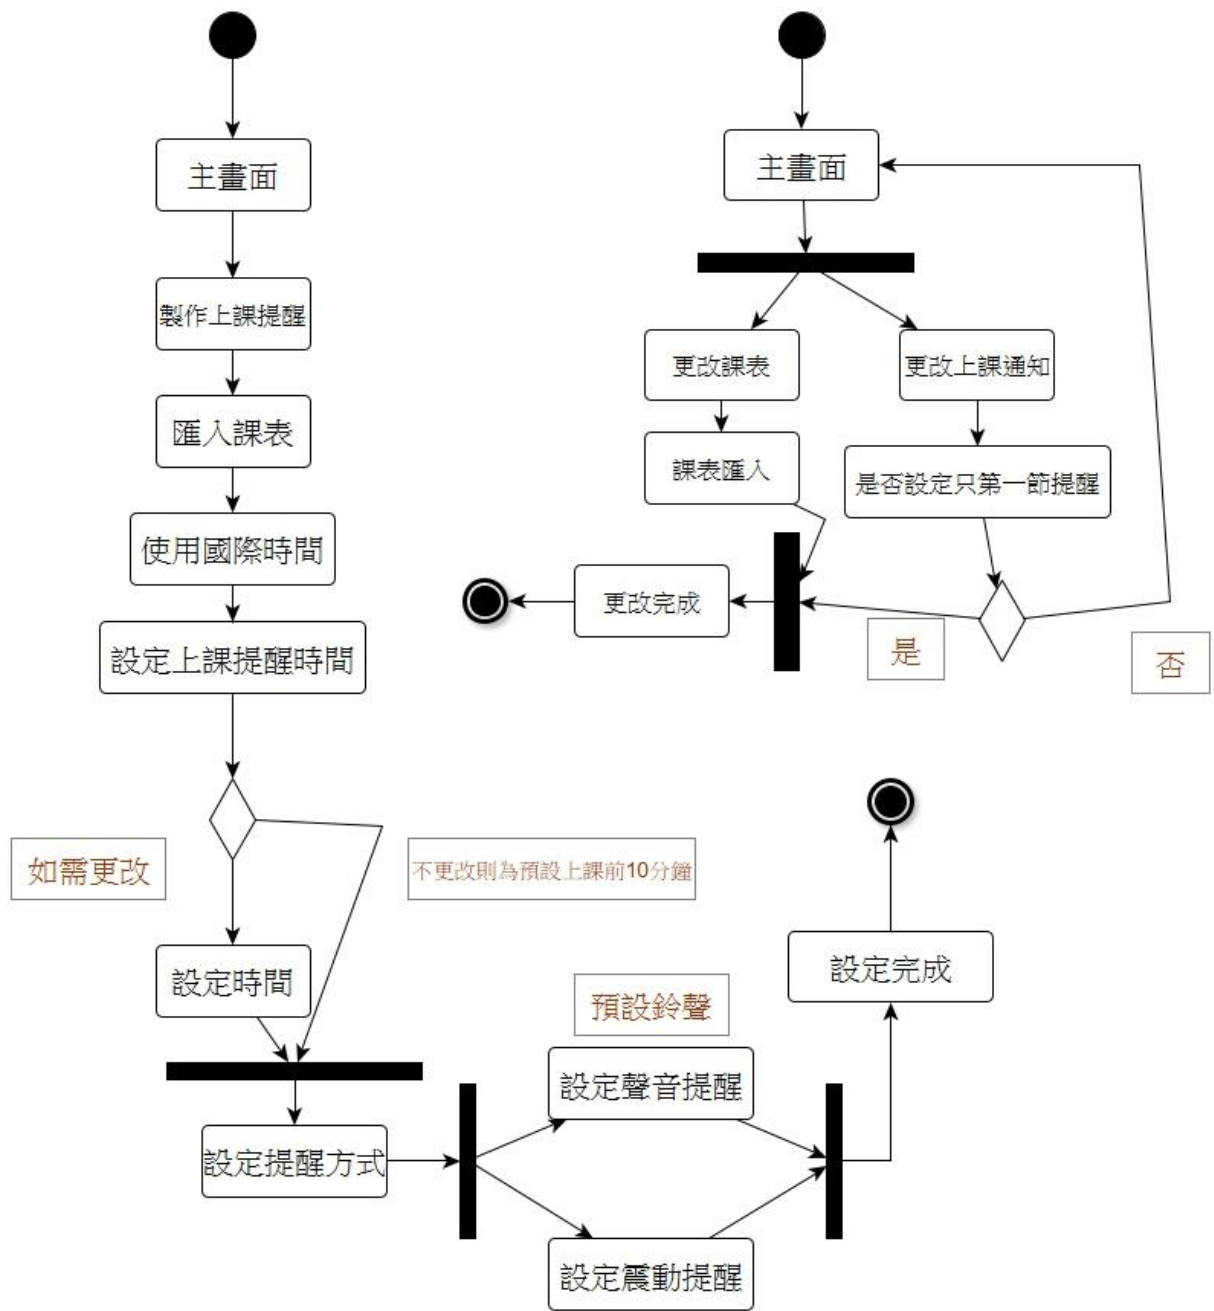 主畫面
製作上課提醒
匯入課表
使用國際時間
設定上課提醒時間
如需更改
不更改則為預設上課前10分鐘
設定時間
設定提醒方式
預設鈴聲
設定聲音提醒
設定震動提醒
設定完成
主畫面
更改課表
更改上課通知
課表匯入
是否設定只第一節提醒
更改完成
是
否